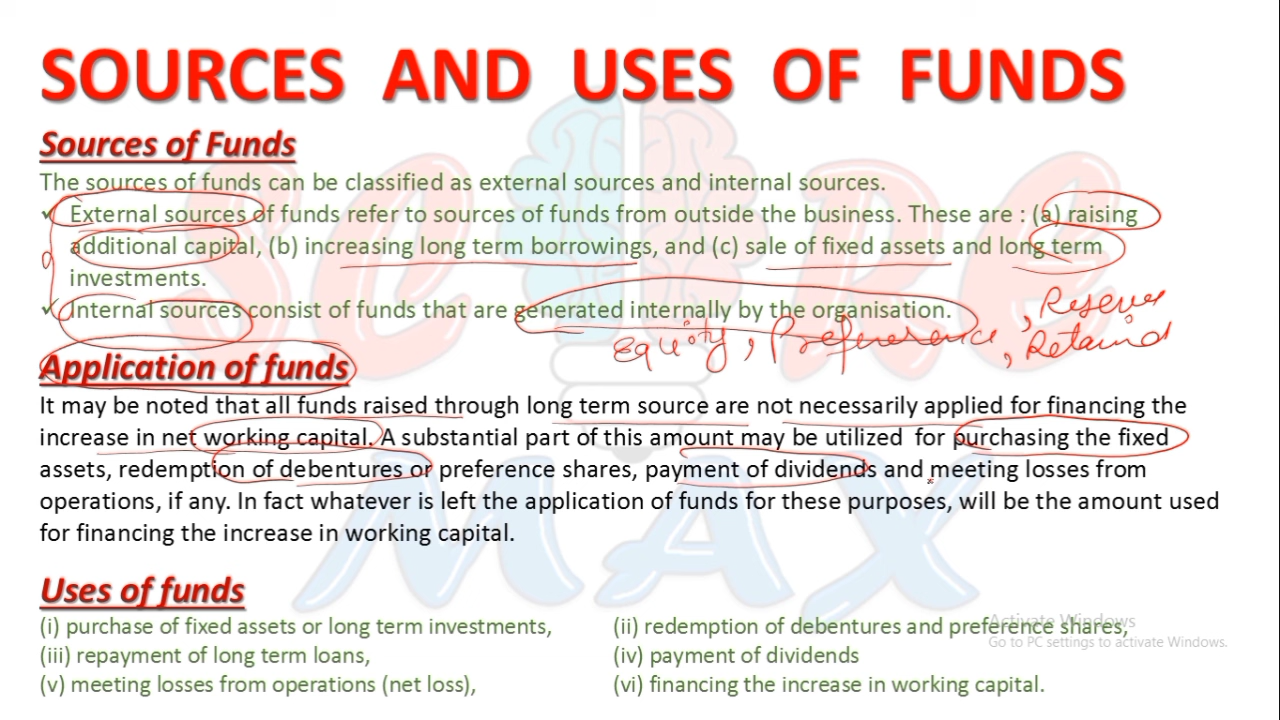 SOURCES AND USES OF FUNDS
Sources of Funds
The sources of funds can be classified as external sources and internal sources.
✓ External sources of funds refer to sources of funds from outside the business. These are : (a) raising
additional capital, (b) increasing long term borrowings, and (c) sale of fixed assets and long term
investments.
✓ Internal sources consist of funds that are generated internally by the organisation.
Equity, Preference, Reserve
, Retained
Application of funds
It may be noted that all funds raised through long term source are not necessarily applied for financing the
increase in net working capital. A substantial part of this amount may be utilized for purchasing the fixed
assets, redemption of debentures or preference shares, payment of dividends and meeting losses from
operations, if any. In fact whatever is left the application of funds for these purposes, will be the amount used
for financing the increase in working capital.
Uses of funds
(i) purchase of fixed assets or long term investments, (ii) redemption of debentures and preference shares,
(iii) repayment of long term loans, (iv) payment of dividends
(v) meeting losses from operations (net loss), (vi) financing the increase in working capital.
SCORE
MAX
Activate Windows
Go to PC settings to activate Windows.